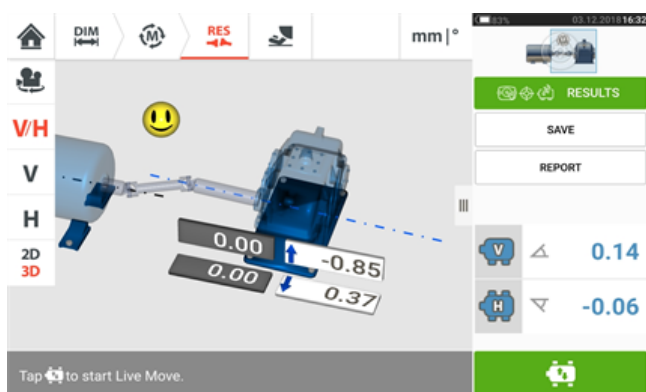 DIM
M
RES
mm|°
83%
03.12.2018 16:32
V/H
V
H
2D
3D
0.00
-0.85
0.00
0.37
RESULTS
SAVE
REPORT
V
0.14
H
-0.06
Tap to start Live Move.